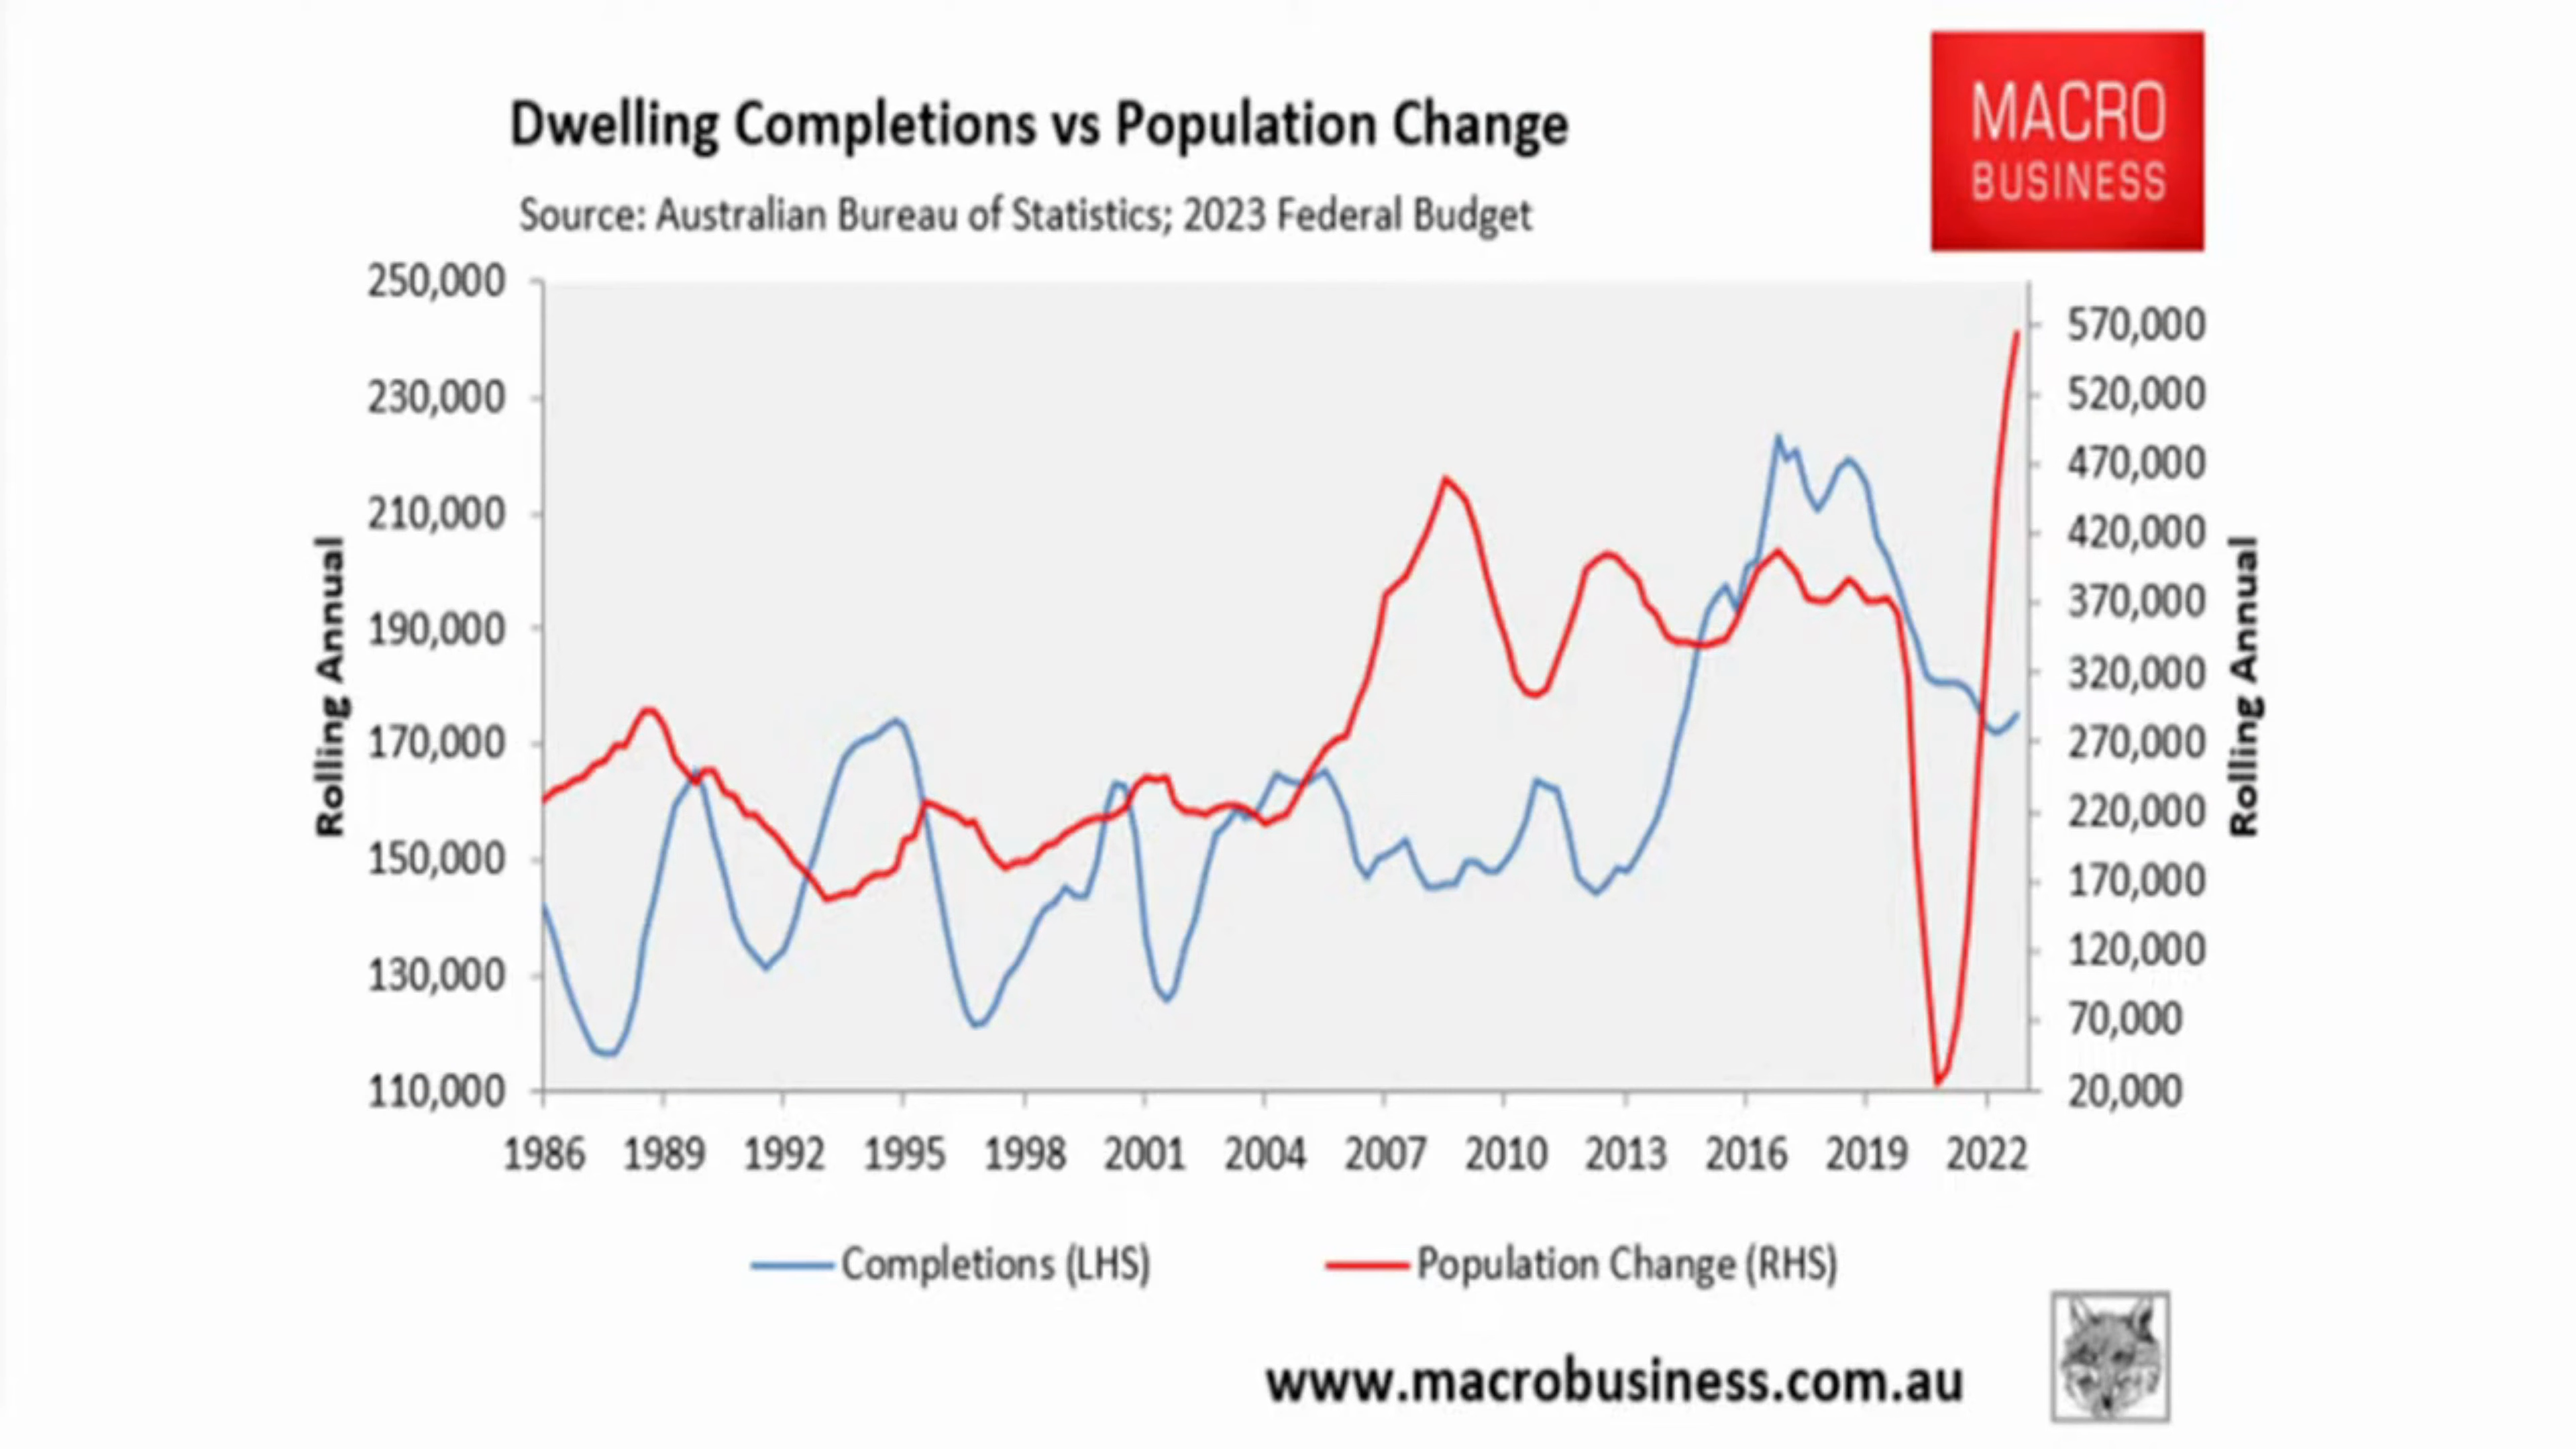 MACRO
BUSINESS
Dwelling Completions vs Population Change
Source: Australian Bureau of Statistics; 2023 Federal Budget
Rolling Annual
250,000
230,000
210,000
190,000
170,000
150,000
130,000
110,000
570,000
520,000
470,000
420,000
370,000
320,000
270,000
220,000
170,000
120,000
70,000
20,000
Rolling Annual
1986 1989 1992 1995 1998 2001 2004 2007 2010 2013 2016 2019 2022
Completions (LHS) Population Change (RHS)
www.macrobusiness.com.au